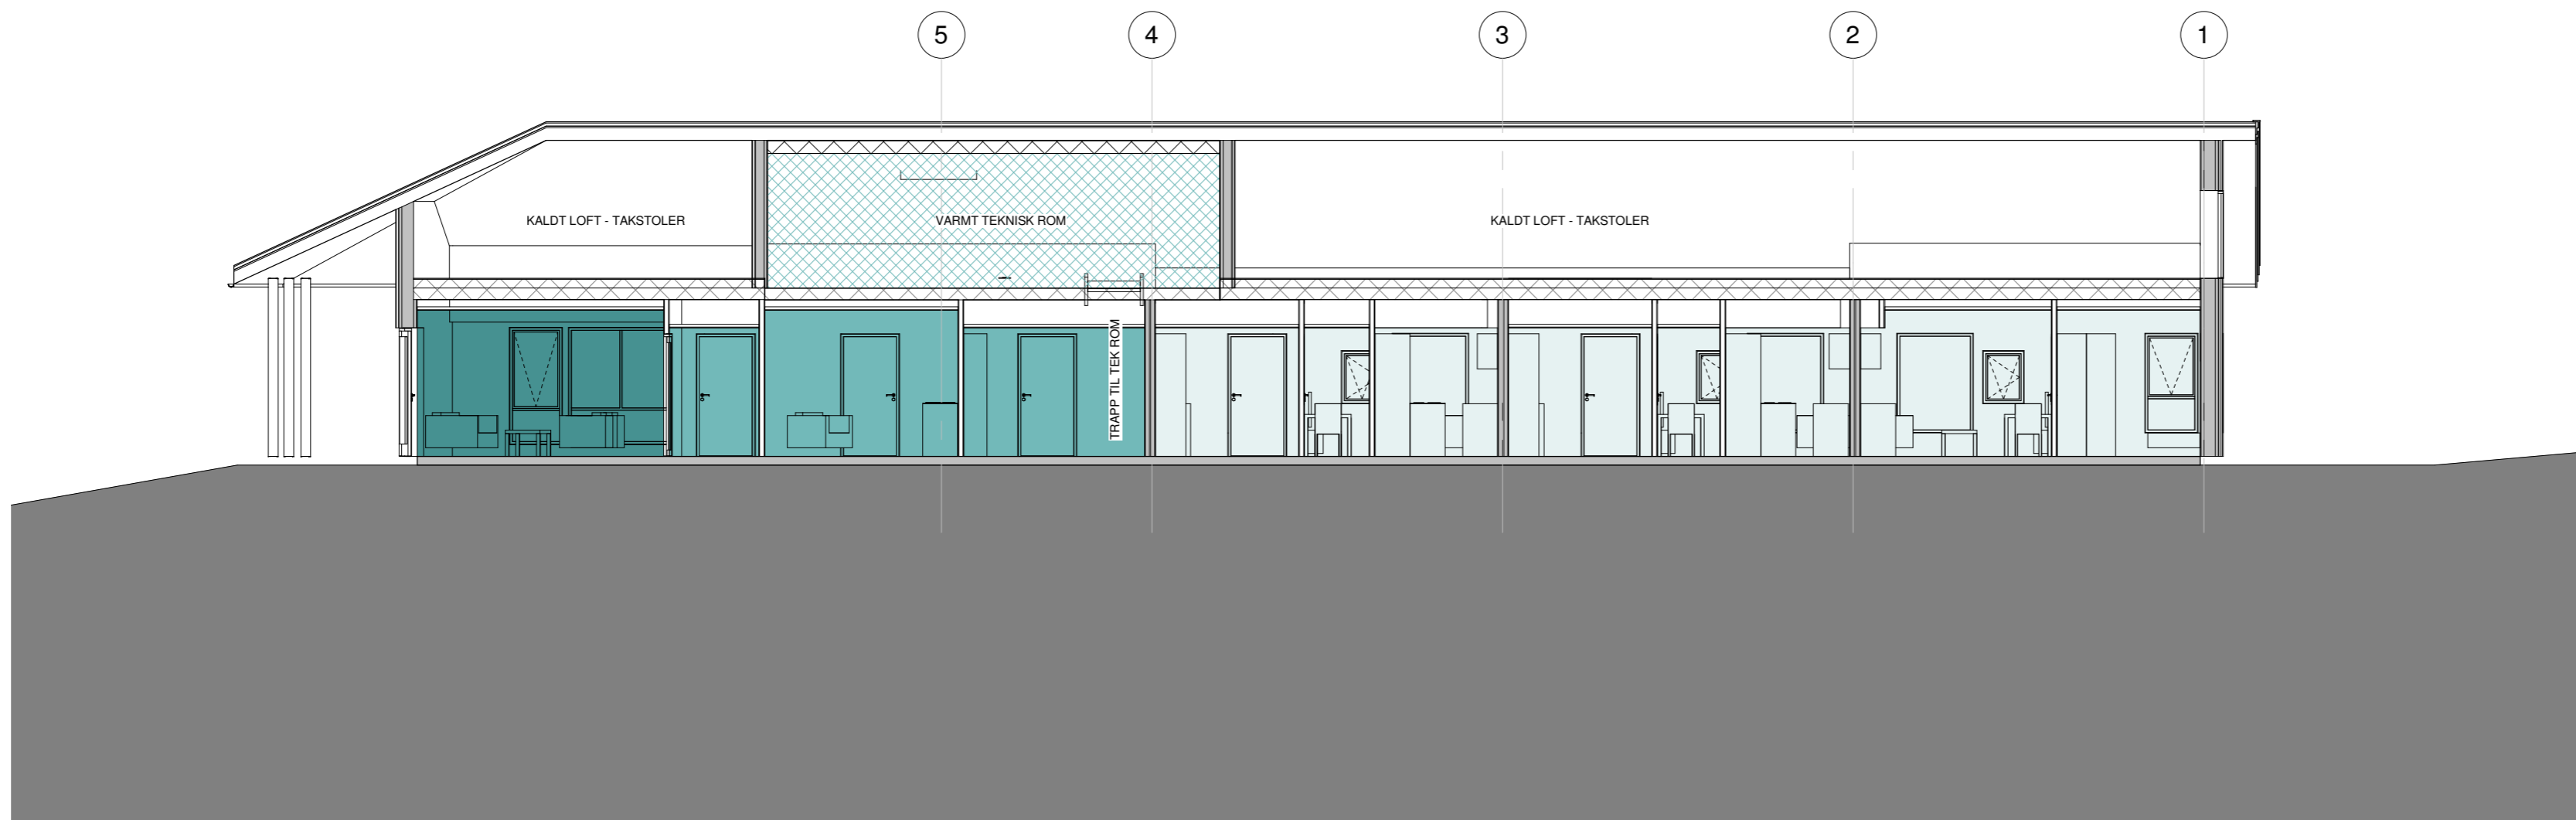 5
4
3
2
1
KALDT LOFT - TAKSTOLER
VARMT TEKNISK ROM
KALDT LOFT - TAKSTOLER
TRAPP TIL TEK ROM